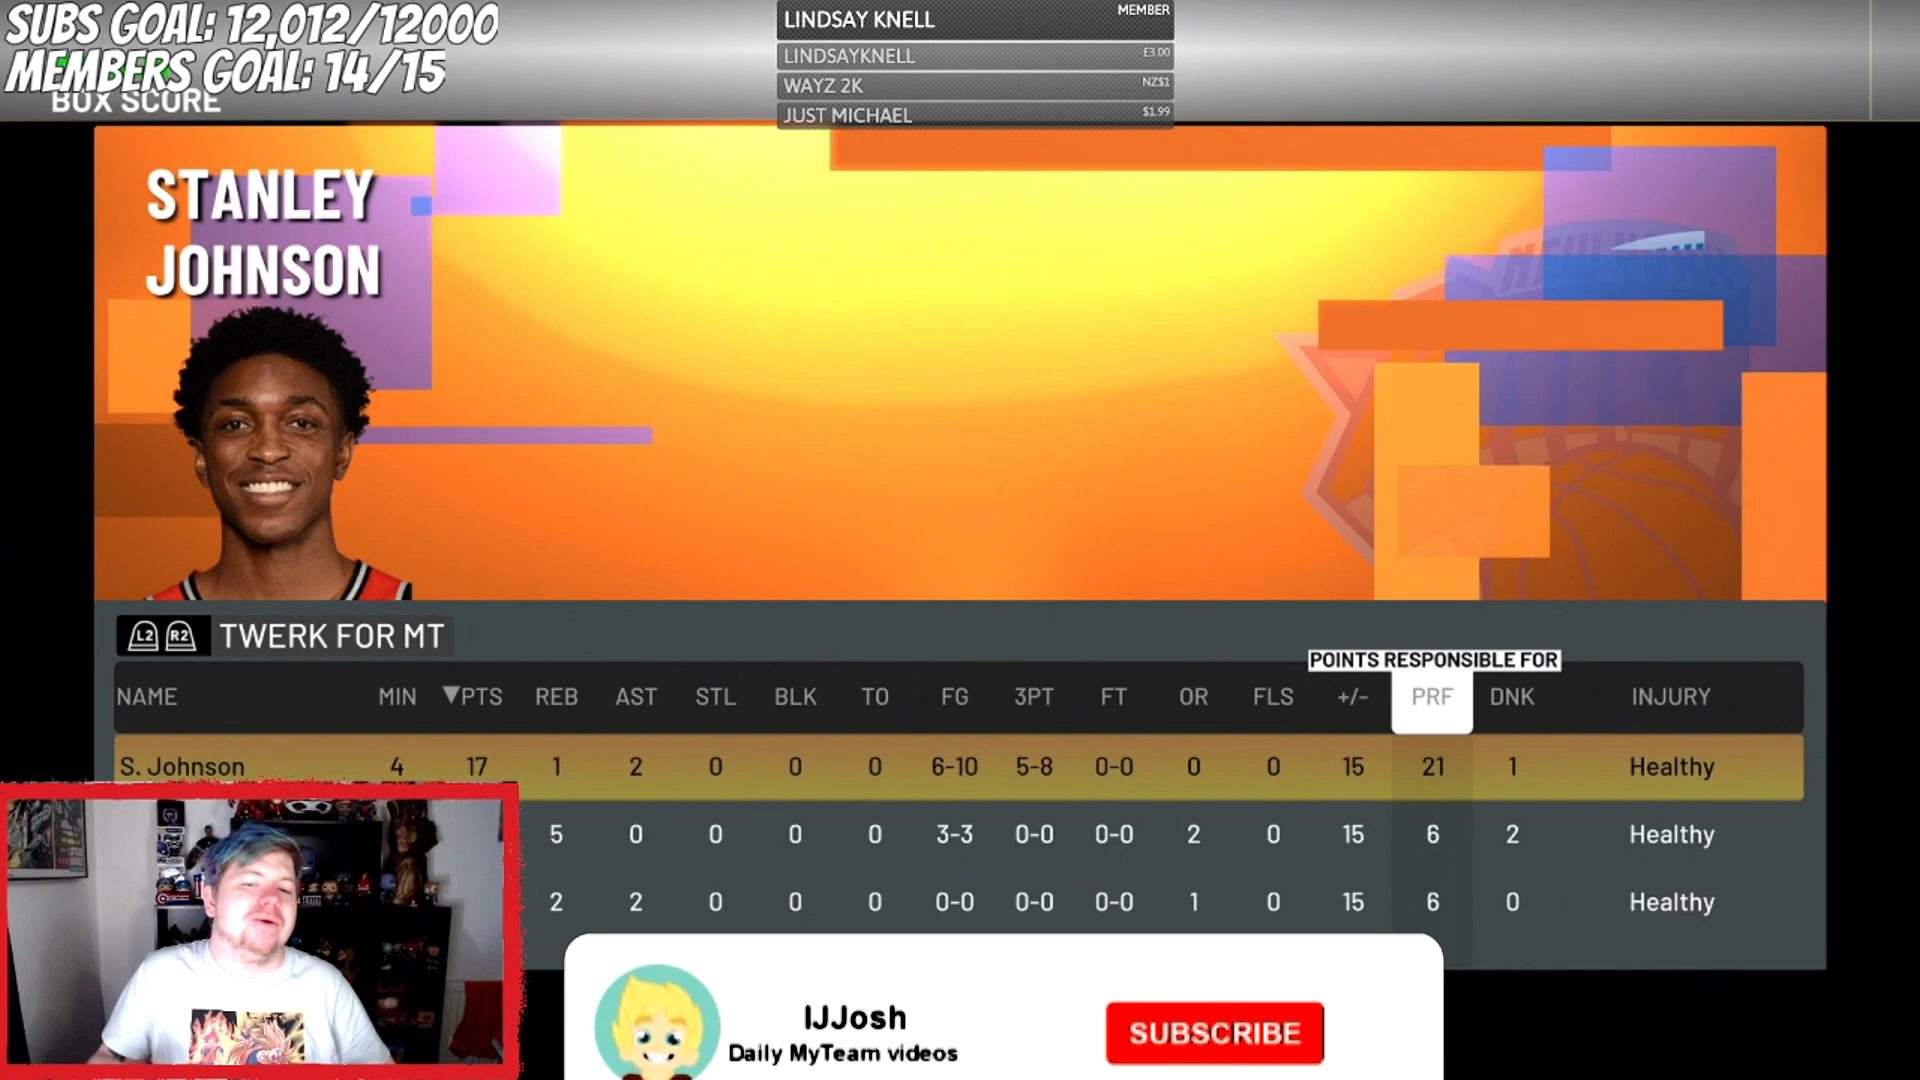 SUBS GOAL: 12,012/12000
MEMBERS GOAL: 14/15
BOX SCORE
LINDSAY KNELL MEMBER
LINDSAYKNELL £3.00
WAYZ 2K NZ$1
JUST MICHAEL $1.99
STANLEY
JOHNSON
NEW YORK
L2 R2 TWERK FOR MT
POINTS RESPONSIBLE FOR
NAME MIN ▼PTS REB AST STL BLK TO FG 3PT FT OR FLS +/- PRF DNK INJURY
S. Johnson 4 17 1 2 0 0 0 6-10 5-8 0-0 0 0 15 21 1 Healthy
5 0 0 0 0 3-3 0-0 0-0 2 0 15 6 2 Healthy
2 2 0 0 0 0-0 0-0 0-0 1 0 15 6 0 Healthy
IJJosh
Daily MyTeam videos
SUBSCRIBE